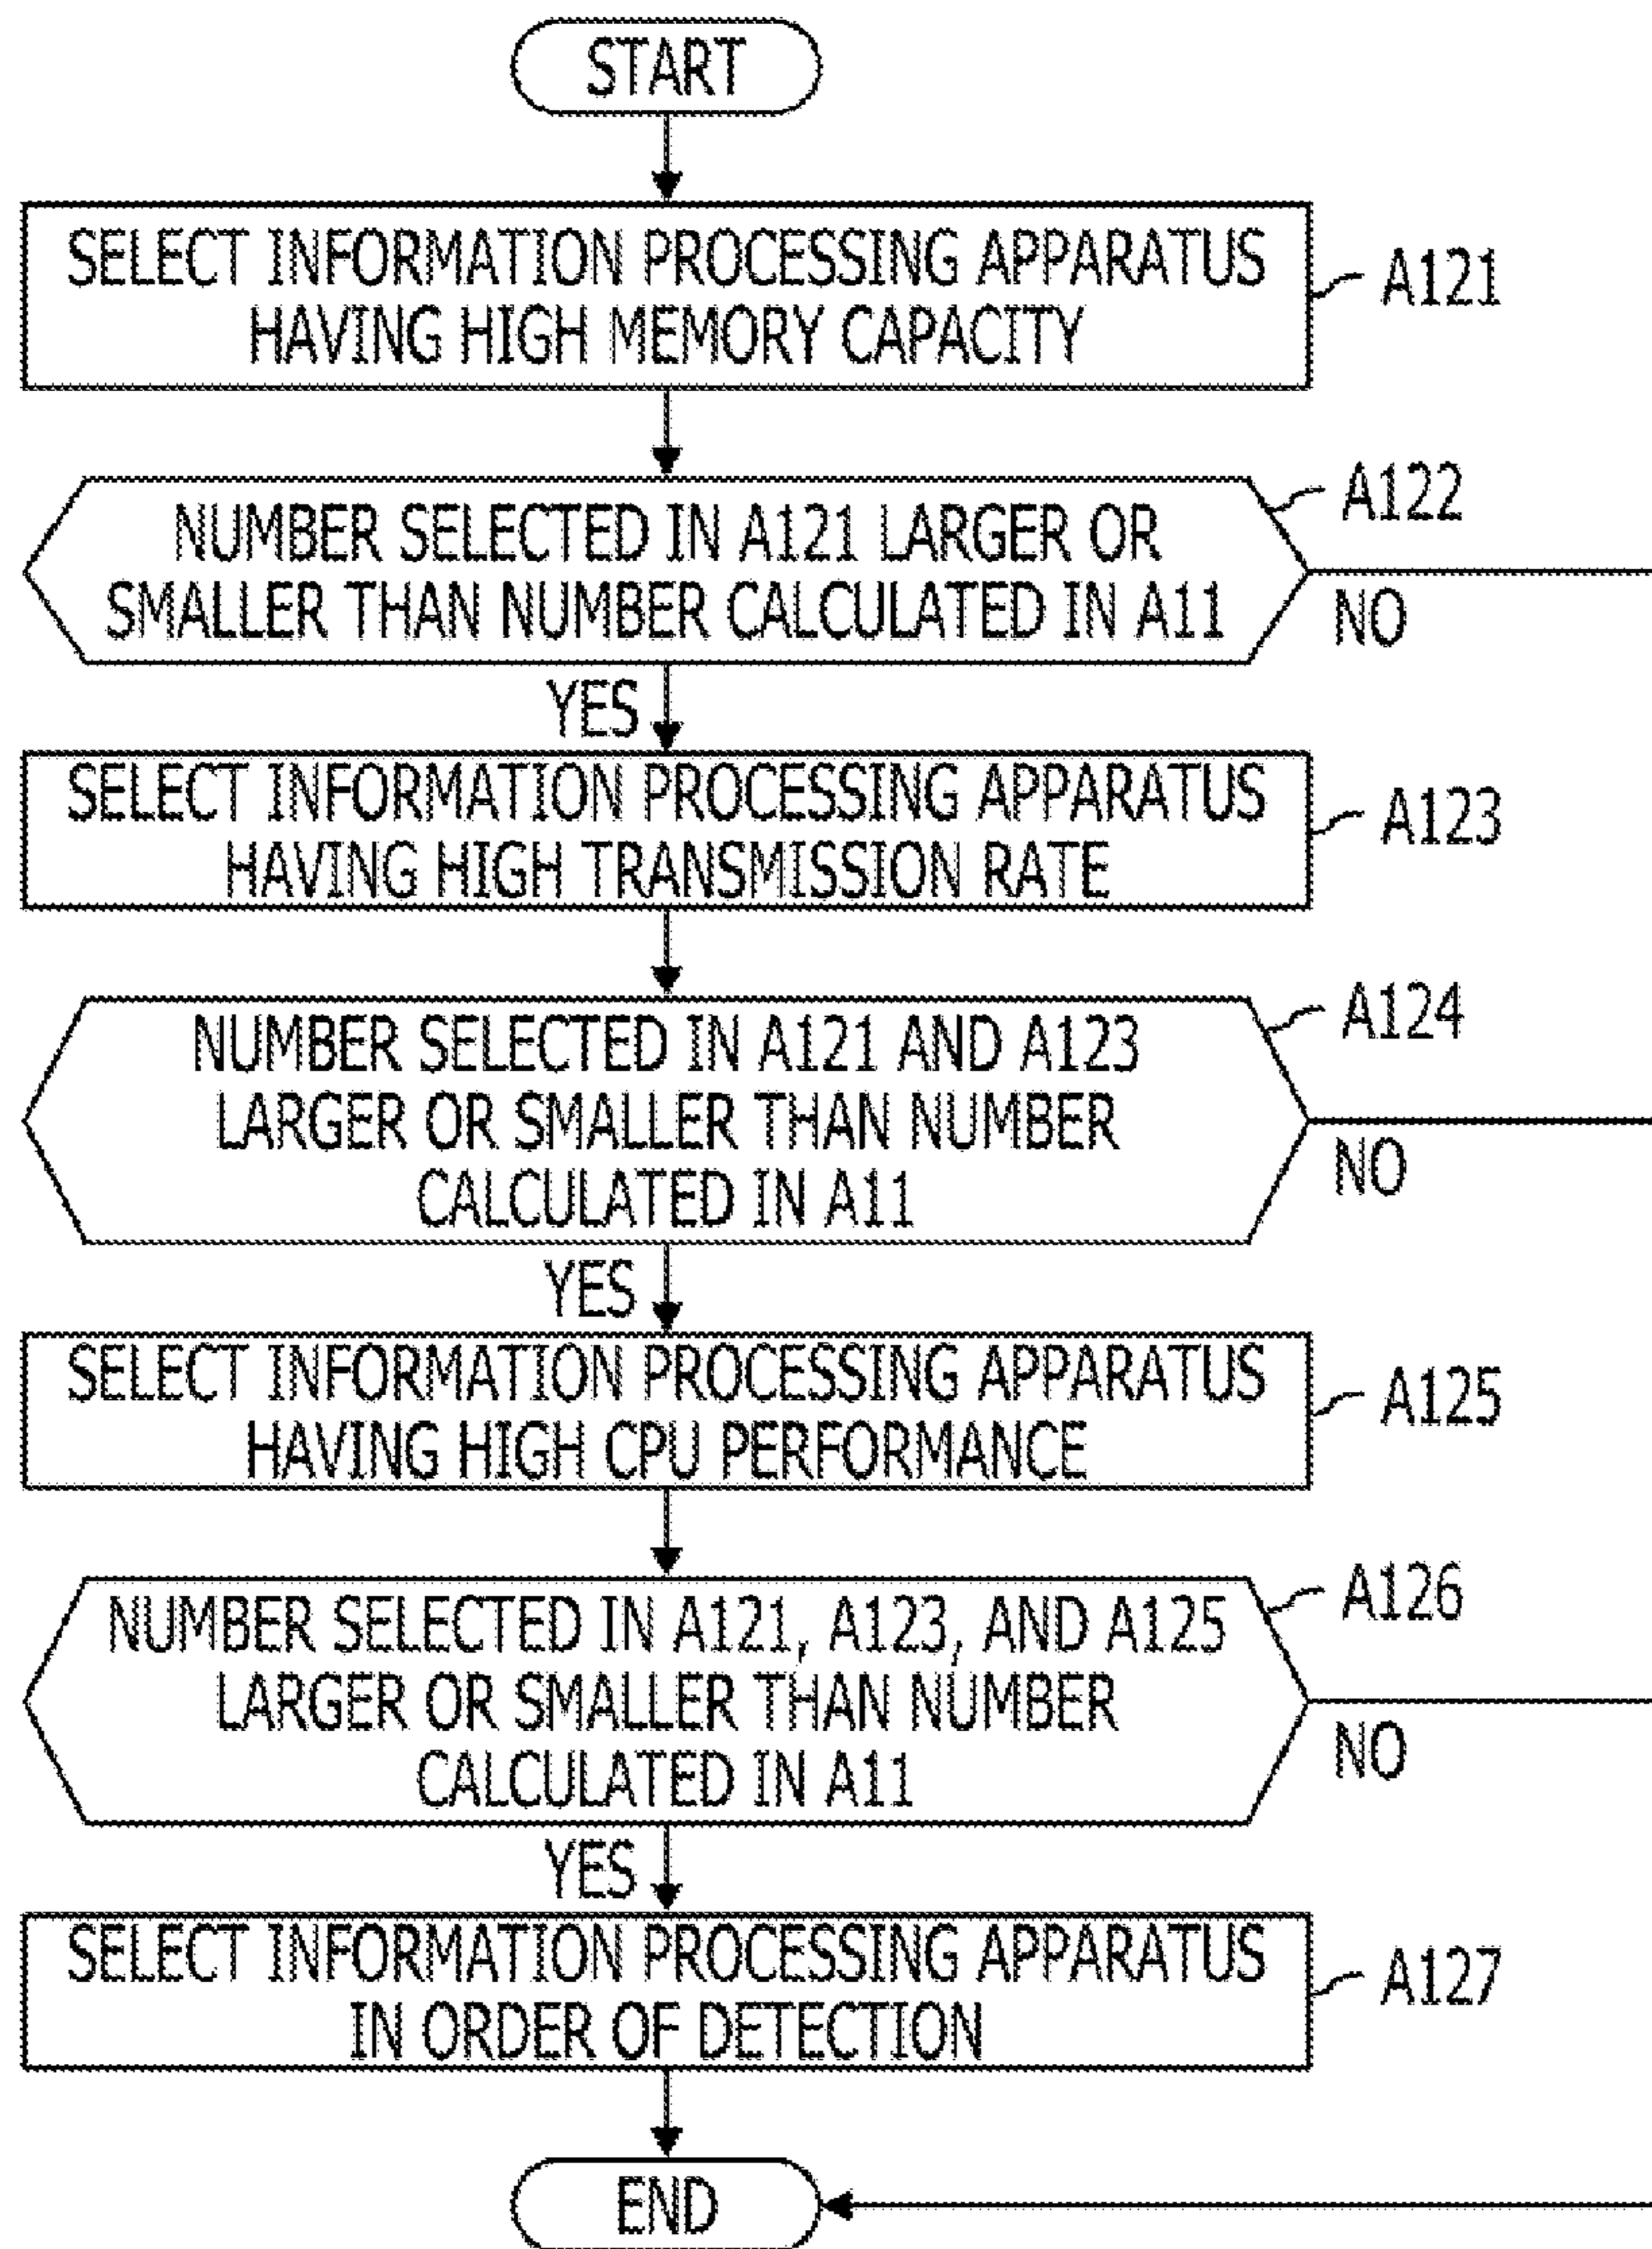 START
SELECT INFORMATION PROCESSING APPARATUS
HAVING HIGH MEMORY CAPACITY
A121
NUMBER SELECTED IN A121 LARGER OR
SMALLER THAN NUMBER CALCULATED IN A11
A122
NO
YES
SELECT INFORMATION PROCESSING APPARATUS
HAVING HIGH TRANSMISSION RATE
A123
NUMBER SELECTED IN A121 AND A123
LARGER OR SMALLER THAN NUMBER
CALCULATED IN A11
A124
NO
YES
SELECT INFORMATION PROCESSING APPARATUS
HAVING HIGH CPU PERFORMANCE
A125
NUMBER SELECTED IN A121, A123, AND A125
LARGER OR SMALLER THAN NUMBER
CALCULATED IN A11
A126
NO
YES
SELECT INFORMATION PROCESSING APPARATUS
IN ORDER OF DETECTION
A127
END